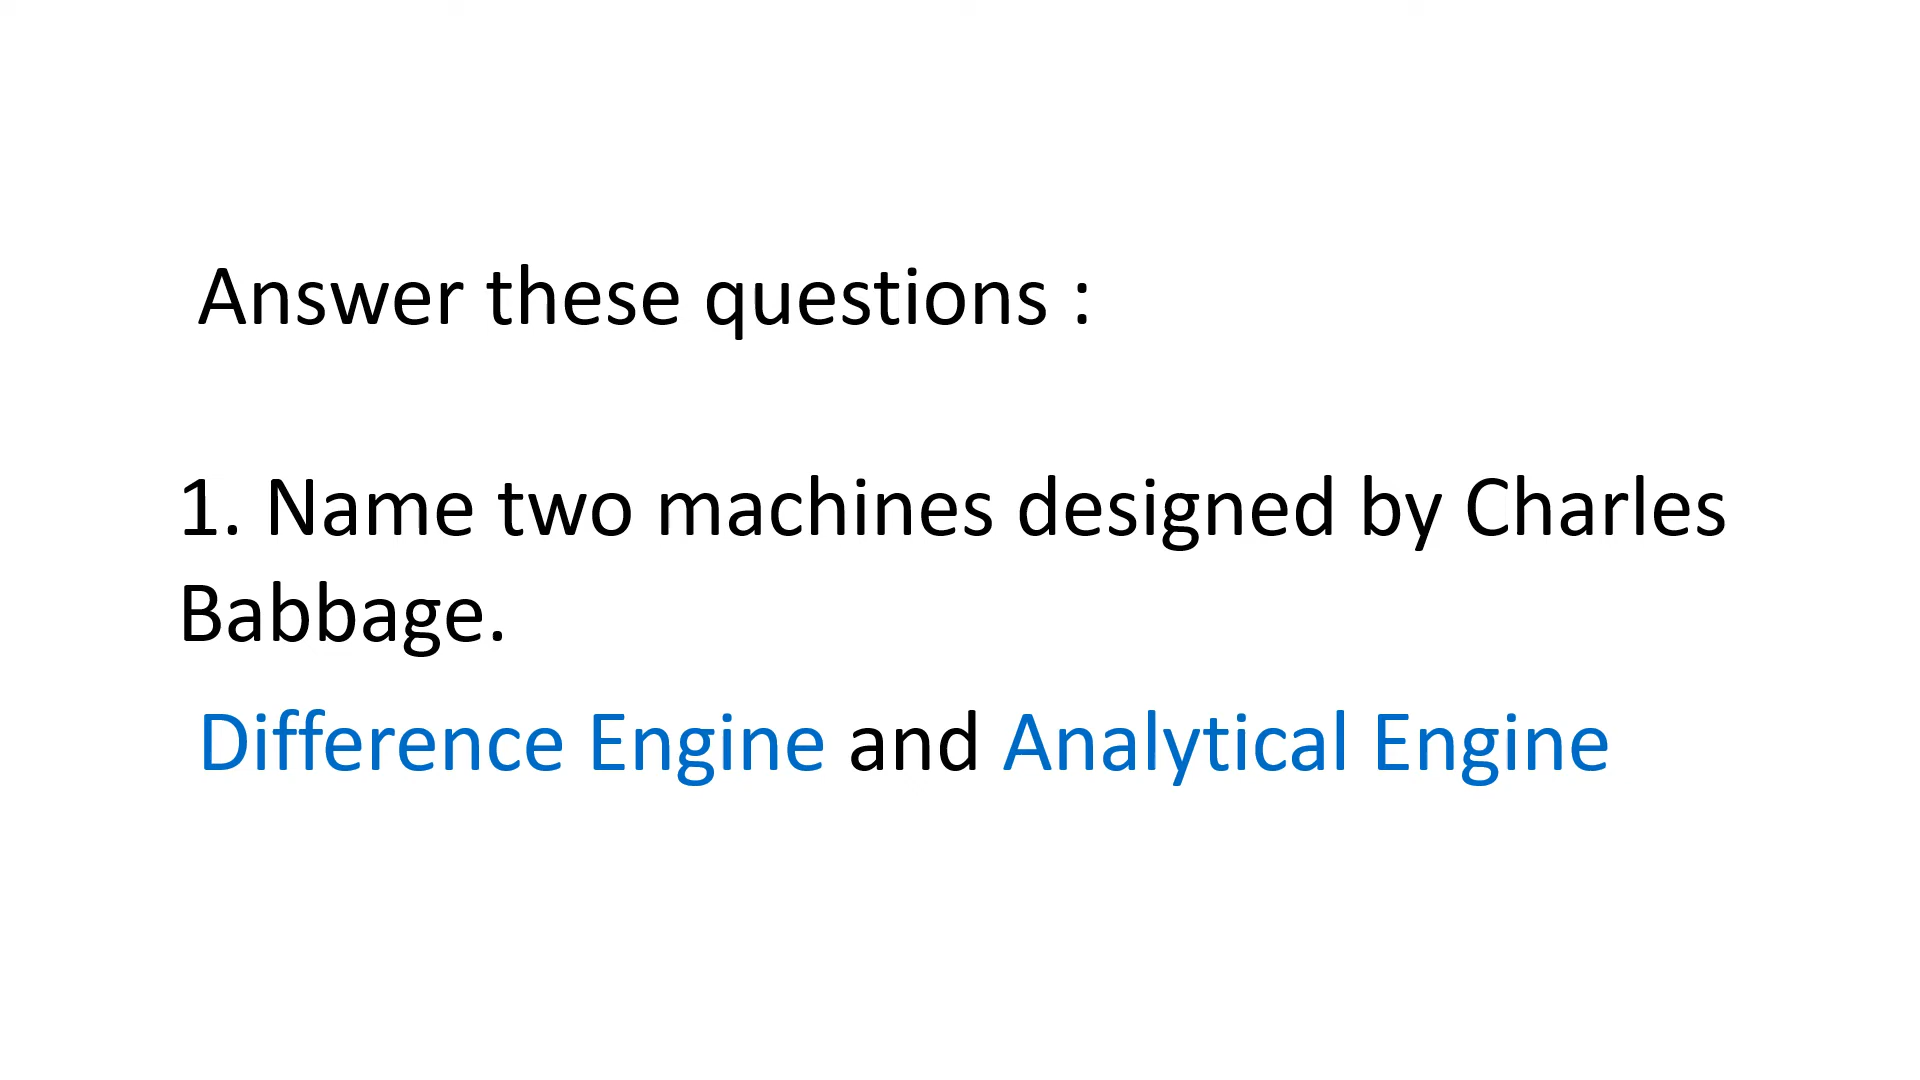 Answer these questions :
1. Name two machines designed by Charles
Babbage.
Difference Engine and Analytical Engine